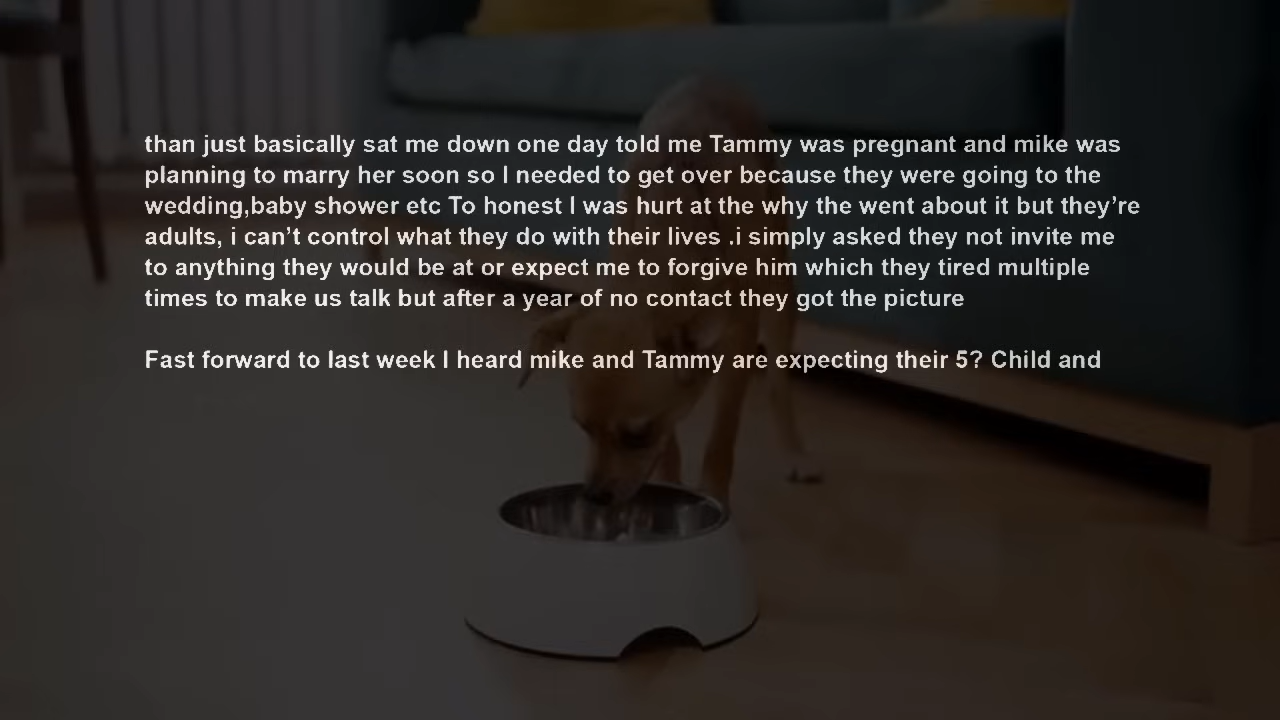 than just basically sat me down one day told me Tammy was pregnant and mike was
planning to marry her soon so I needed to get over because they were going to the
wedding,baby shower etc To honest I was hurt at the why the went about it but they’re
adults, i can’t control what they do with their lives .i simply asked they not invite me
to anything they would be at or expect me to forgive him which they tired multiple
times to make us talk but after a year of no contact they got the picture
Fast forward to last week I heard mike and Tammy are expecting their 5? Child and